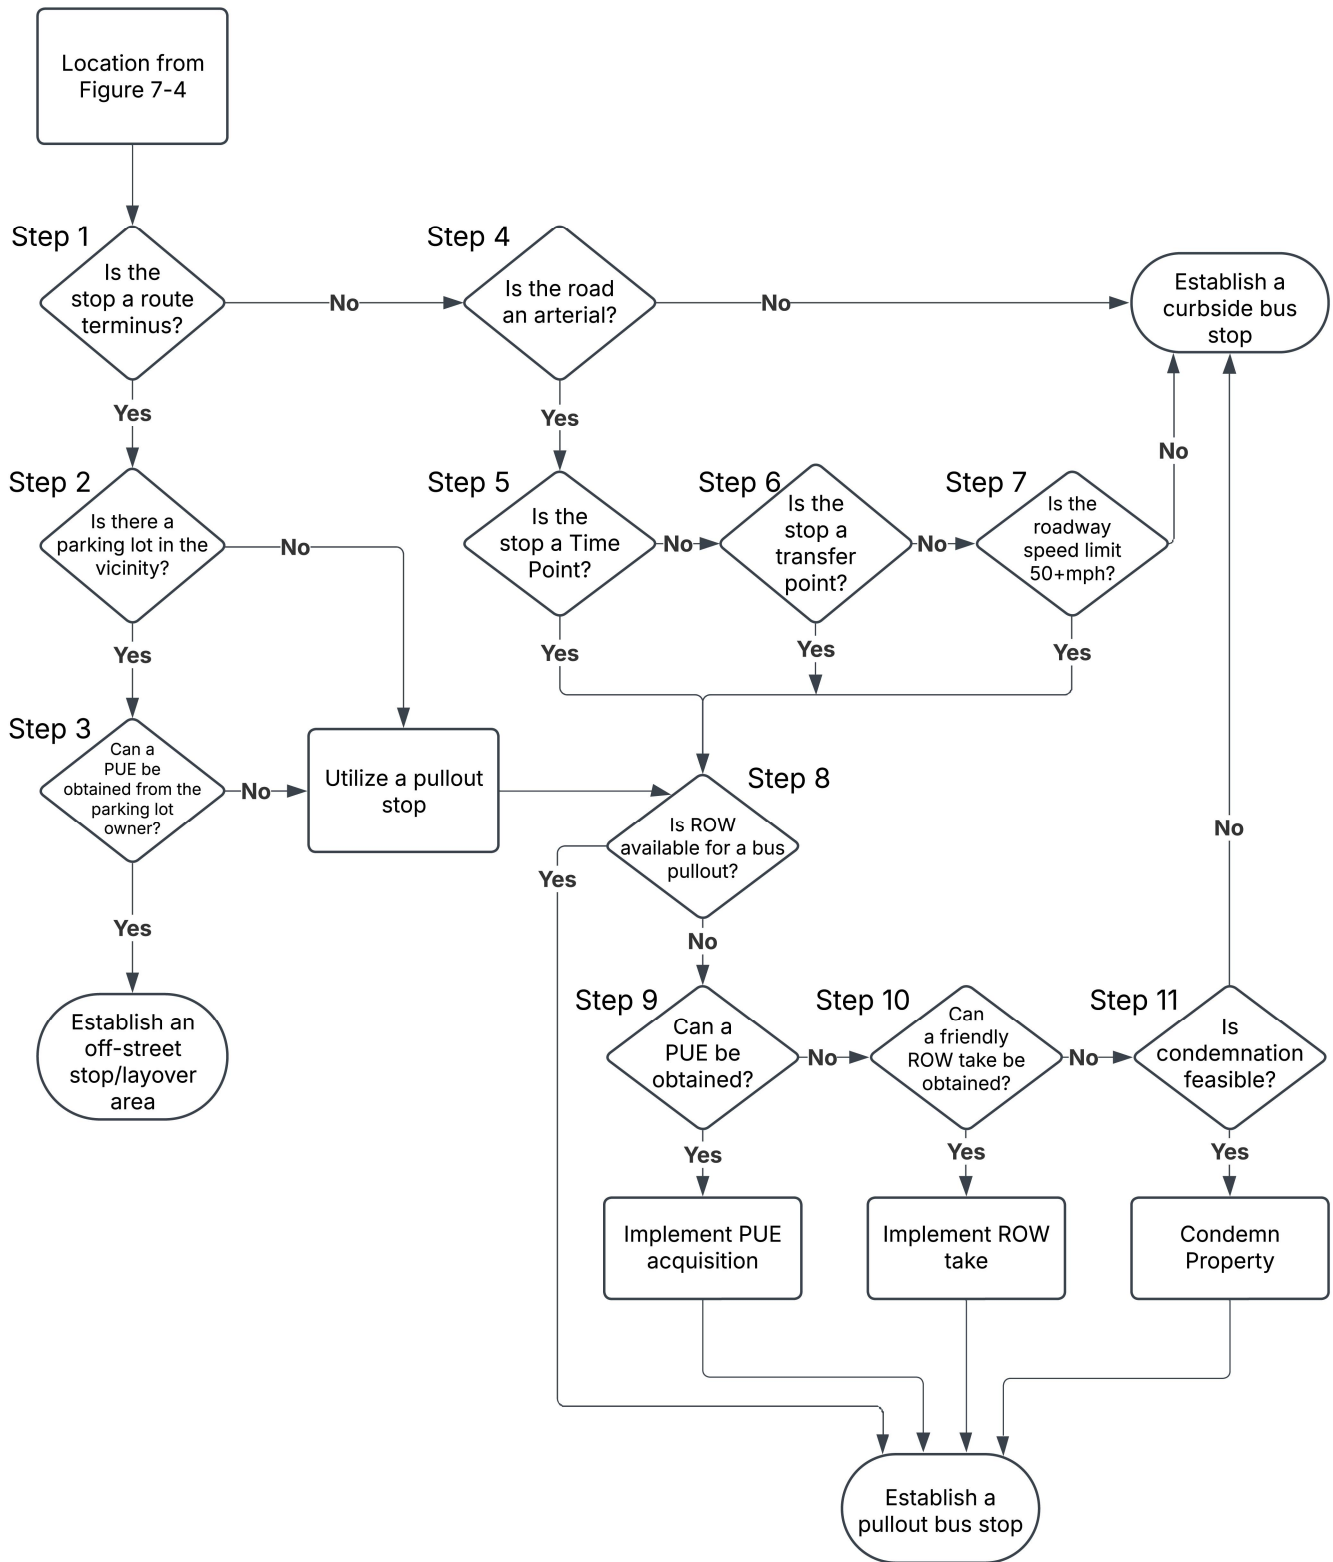 Location from
Figure 7-4
Step 1
Is the
stop a route
terminus?
No
Step 4
Is the road
an arterial?
No
Establish a
curbside bus
stop
Yes
Yes
Step 2
Is there a
parking lot in the
vicinity?
No
Step 5
Is the
stop a Time
Point?
No
Step 6
Is the
stop a
transfer
point?
No
Step 7
Is the
roadway
speed limit
50+mph?
No
Yes
Yes
Yes
Yes
Step 3
Can a
PUE be
obtained from the
parking lot
owner?
No
Utilize a pullout
stop
Step 8
Is ROW
available for a bus
pullout?
Yes
No
No
Yes
Establish an
off-street
stop/layover
area
Step 9
Can a
PUE be
obtained?
No
Step 10
Can
a friendly
ROW take be
obtained?
No
Step 11
Is
condemnation
feasible?
Yes
Yes
Yes
Implement PUE
acquisition
Implement ROW
take
Condemn
Property
Establish a
pullout bus stop